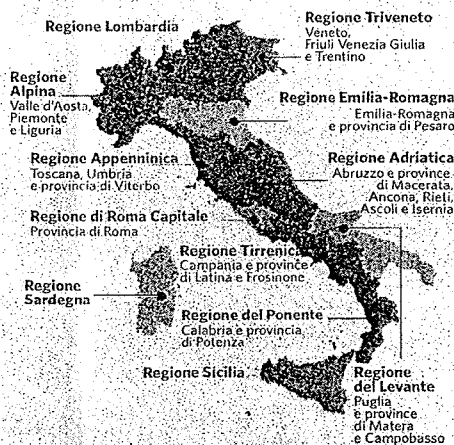 Regione Lombardia
Regione Triveneto
Veneto,
Friuli Venezia Giulia
e Trentino
Regione
Alpina
Valle d'Aosta,
Piemonte
e Liguria
Regione Emilia-Romagna
Emilia-Romagna
e provincia di Pesaro
Regione Appenninica
Toscana, Umbria
e provincia di Viterbo
Regione Adriatica
Abruzzo e province
di Macerata,
Ancona, Rieti,
Ascoli e Isernia
Regione di Roma Capitale
Provincia di Roma
Regione Tirrenica
Campania e province
di Latina e Frosinone
Regione
Sardegna
Regione del Ponente
Calabria e provincia
di Potenza
Regione Sicilia
Regione
del Levante
Puglia
e province
di Matera
e Campobasso